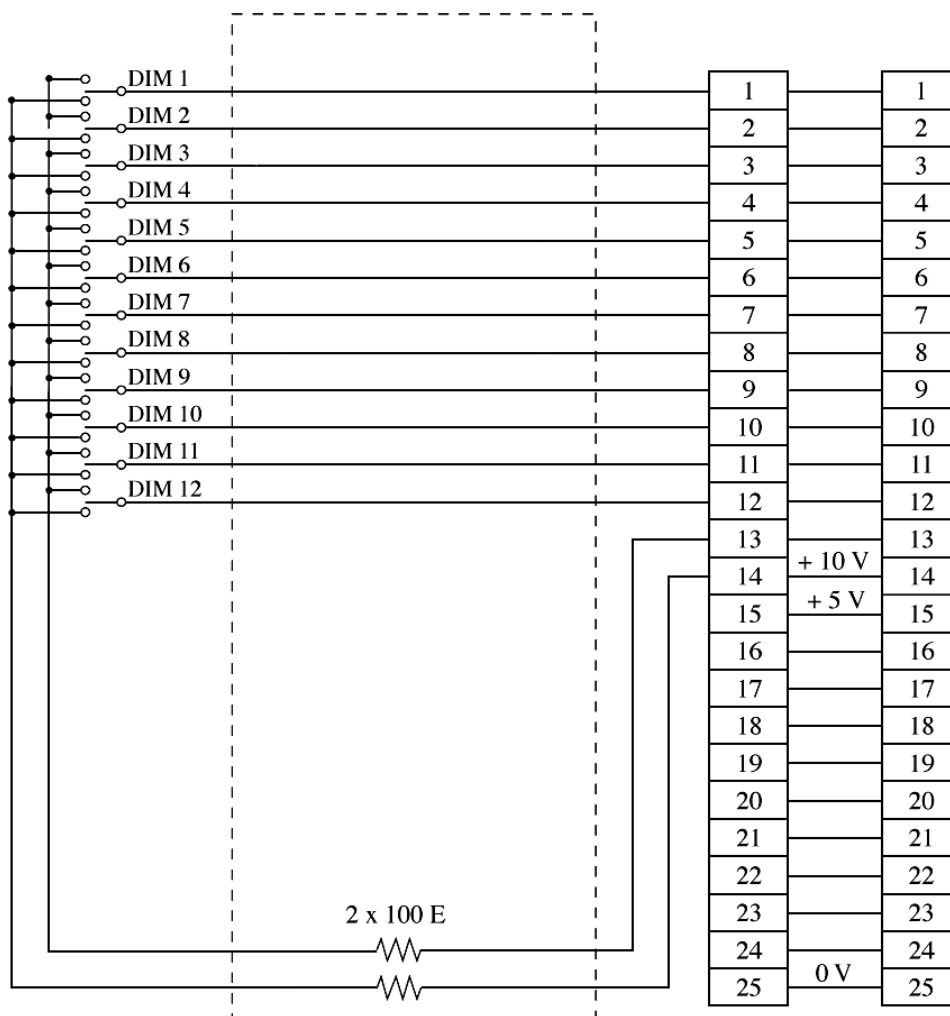 DIM 1 1 1
DIM 2 2 2
DIM 3 3 3
DIM 4 4 4
DIM 5 5 5
DIM 6 6 6
DIM 7 7 7
DIM 8 8 8
DIM 9 9 9
DIM 10 10 10
DIM 11 11 11
DIM 12 12 12
13 13
+ 10 V
14 14
+ 5 V
15 15
16 16
17 17
18 18
19 19
20 20
21 21
22 22
23 23
2 x 100 E
24 24
0 V
25 25